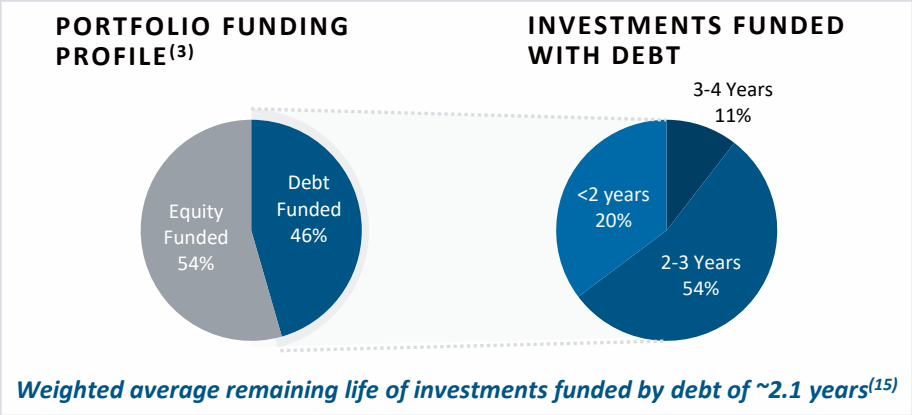 PORTFOLIO FUNDING
PROFILE(3)
INVESTMENTS FUNDED
WITH DEBT
Equity
Funded
54%
Debt
Funded
46%
3-4 Years
11%
<2 years
20%
2-3 Years
54%
Weighted average remaining life of investments funded by debt of ~2.1 years(15)